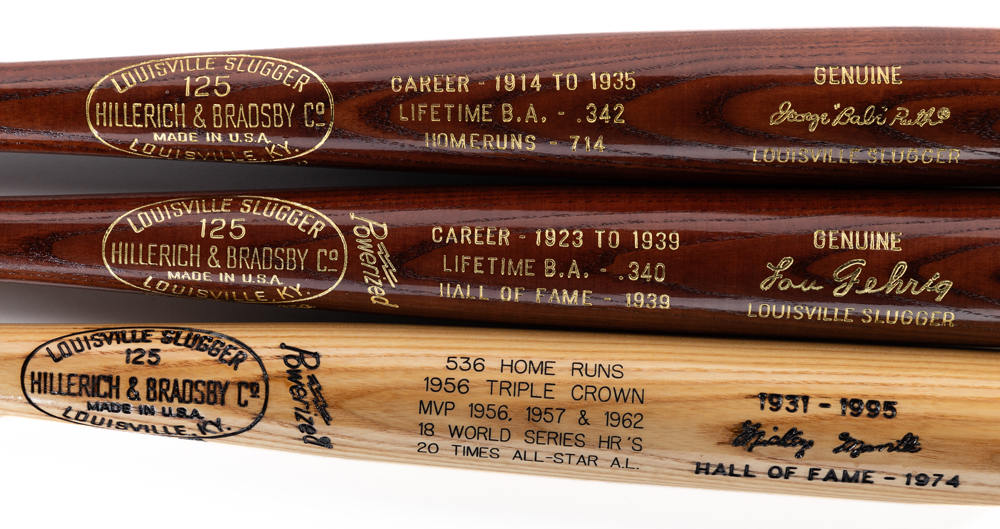 LOUISVILLE SLUGGER
125
HILLERICH & BRADSBY Cº
MADE IN U.S.A.
LOUISVILLE, KY.
CAREER - 1914 TO 1935
LIFETIME B.A. - .342
HOMERUNS - 714
GENUINE
George "Babe" Ruth®
LOUISVILLE SLUGGER
LOUISVILLE SLUGGER
125
HILLERICH & BRADSBY Cº
MADE IN U.S.A.
LOUISVILLE, KY.
Powerized
CAREER - 1923 TO 1939
LIFETIME B.A. - .340
HALL OF FAME - 1939
GENUINE
Lou Gehrig
LOUISVILLE SLUGGER
LOUISVILLE SLUGGER
125
HILLERICH & BRADSBY Cº
MADE IN U.S.A.
LOUISVILLE, KY.
Powerized
536 HOME RUNS
1956 TRIPLE CROWN
MVP 1956, 1957 & 1962
18 WORLD SERIES HR'S
20 TIMES ALL-STAR A.L.
1931 - 1995
Mickey Mantle
HALL OF FAME - 1974